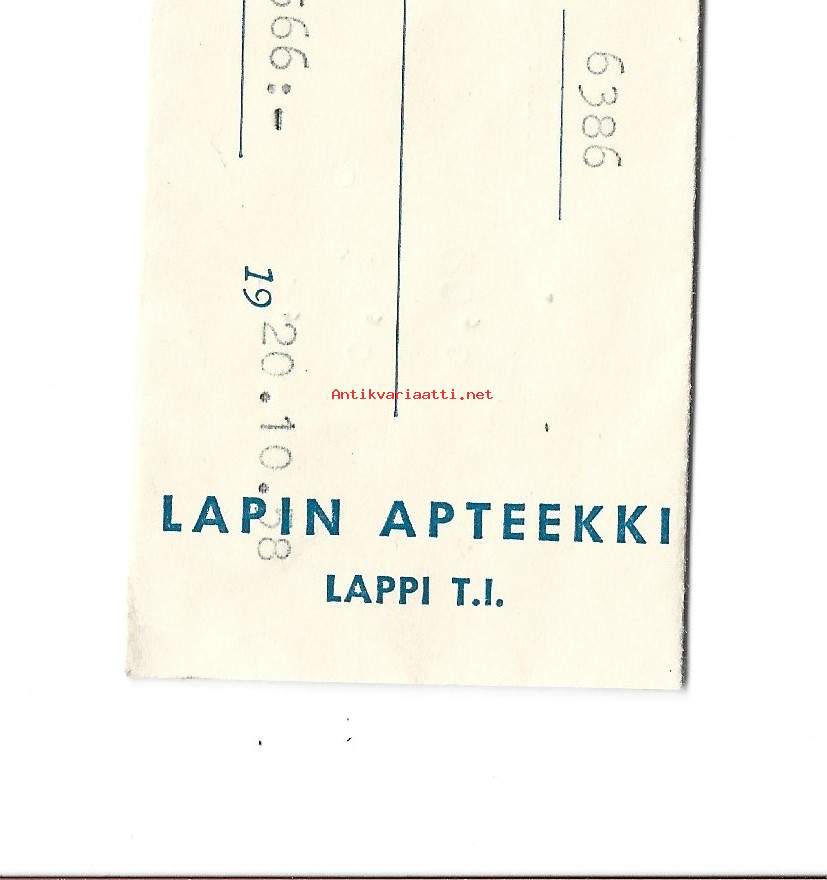 566:-
6386
19 20.10.58
Antikvariaatti.net
LAPIN APTEEKKI
LAPPI T.I.